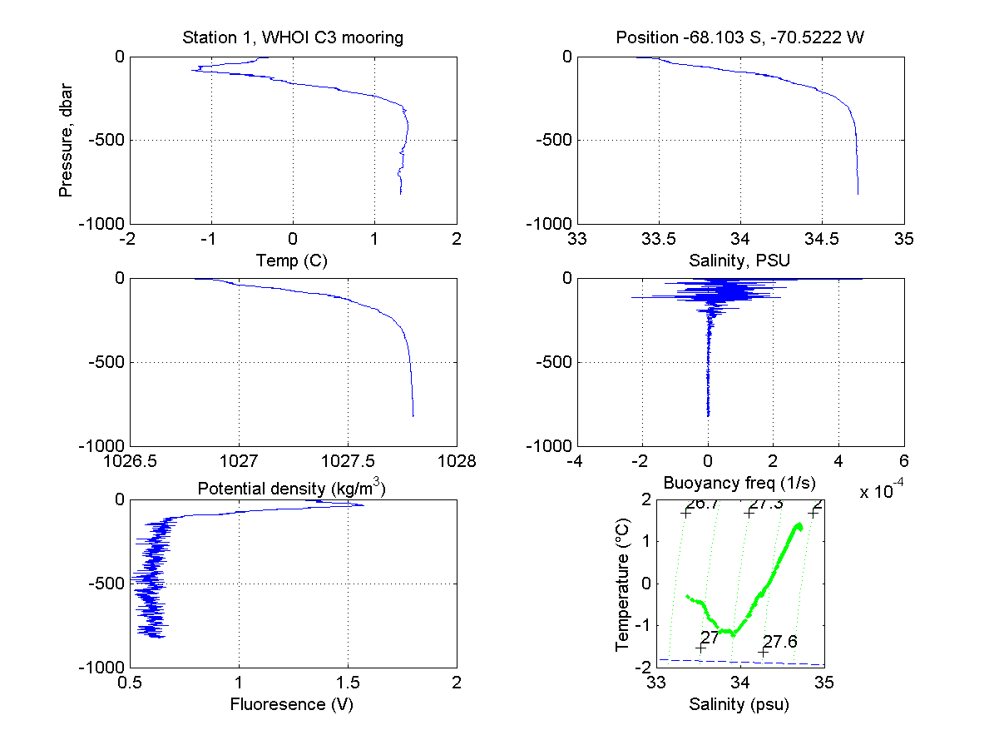 Station 1, WHOI C3 mooring
Position -68.103 S, -70.5222 W
0
-500
-1000
Pressure, dbar
-2 -1 0 1 2
Temp (C)
0
-500
-1000
33 33.5 34 34.5 35
Salinity, PSU
0
-500
-1000
1026.5 1027 1027.5 1028
Potential density (kg/m³)
0
-500
-1000
-4 -2 0 2 4 6
Buoyancy freq (1/s)
x 10⁻⁴
0
-500
-1000
0.5 1 1.5 2
Fluoresence (V)
2
1
0
-1
-2
Temperature (°C)
26.7 27.3 2
27 27.6
33 34 35
Salinity (psu)